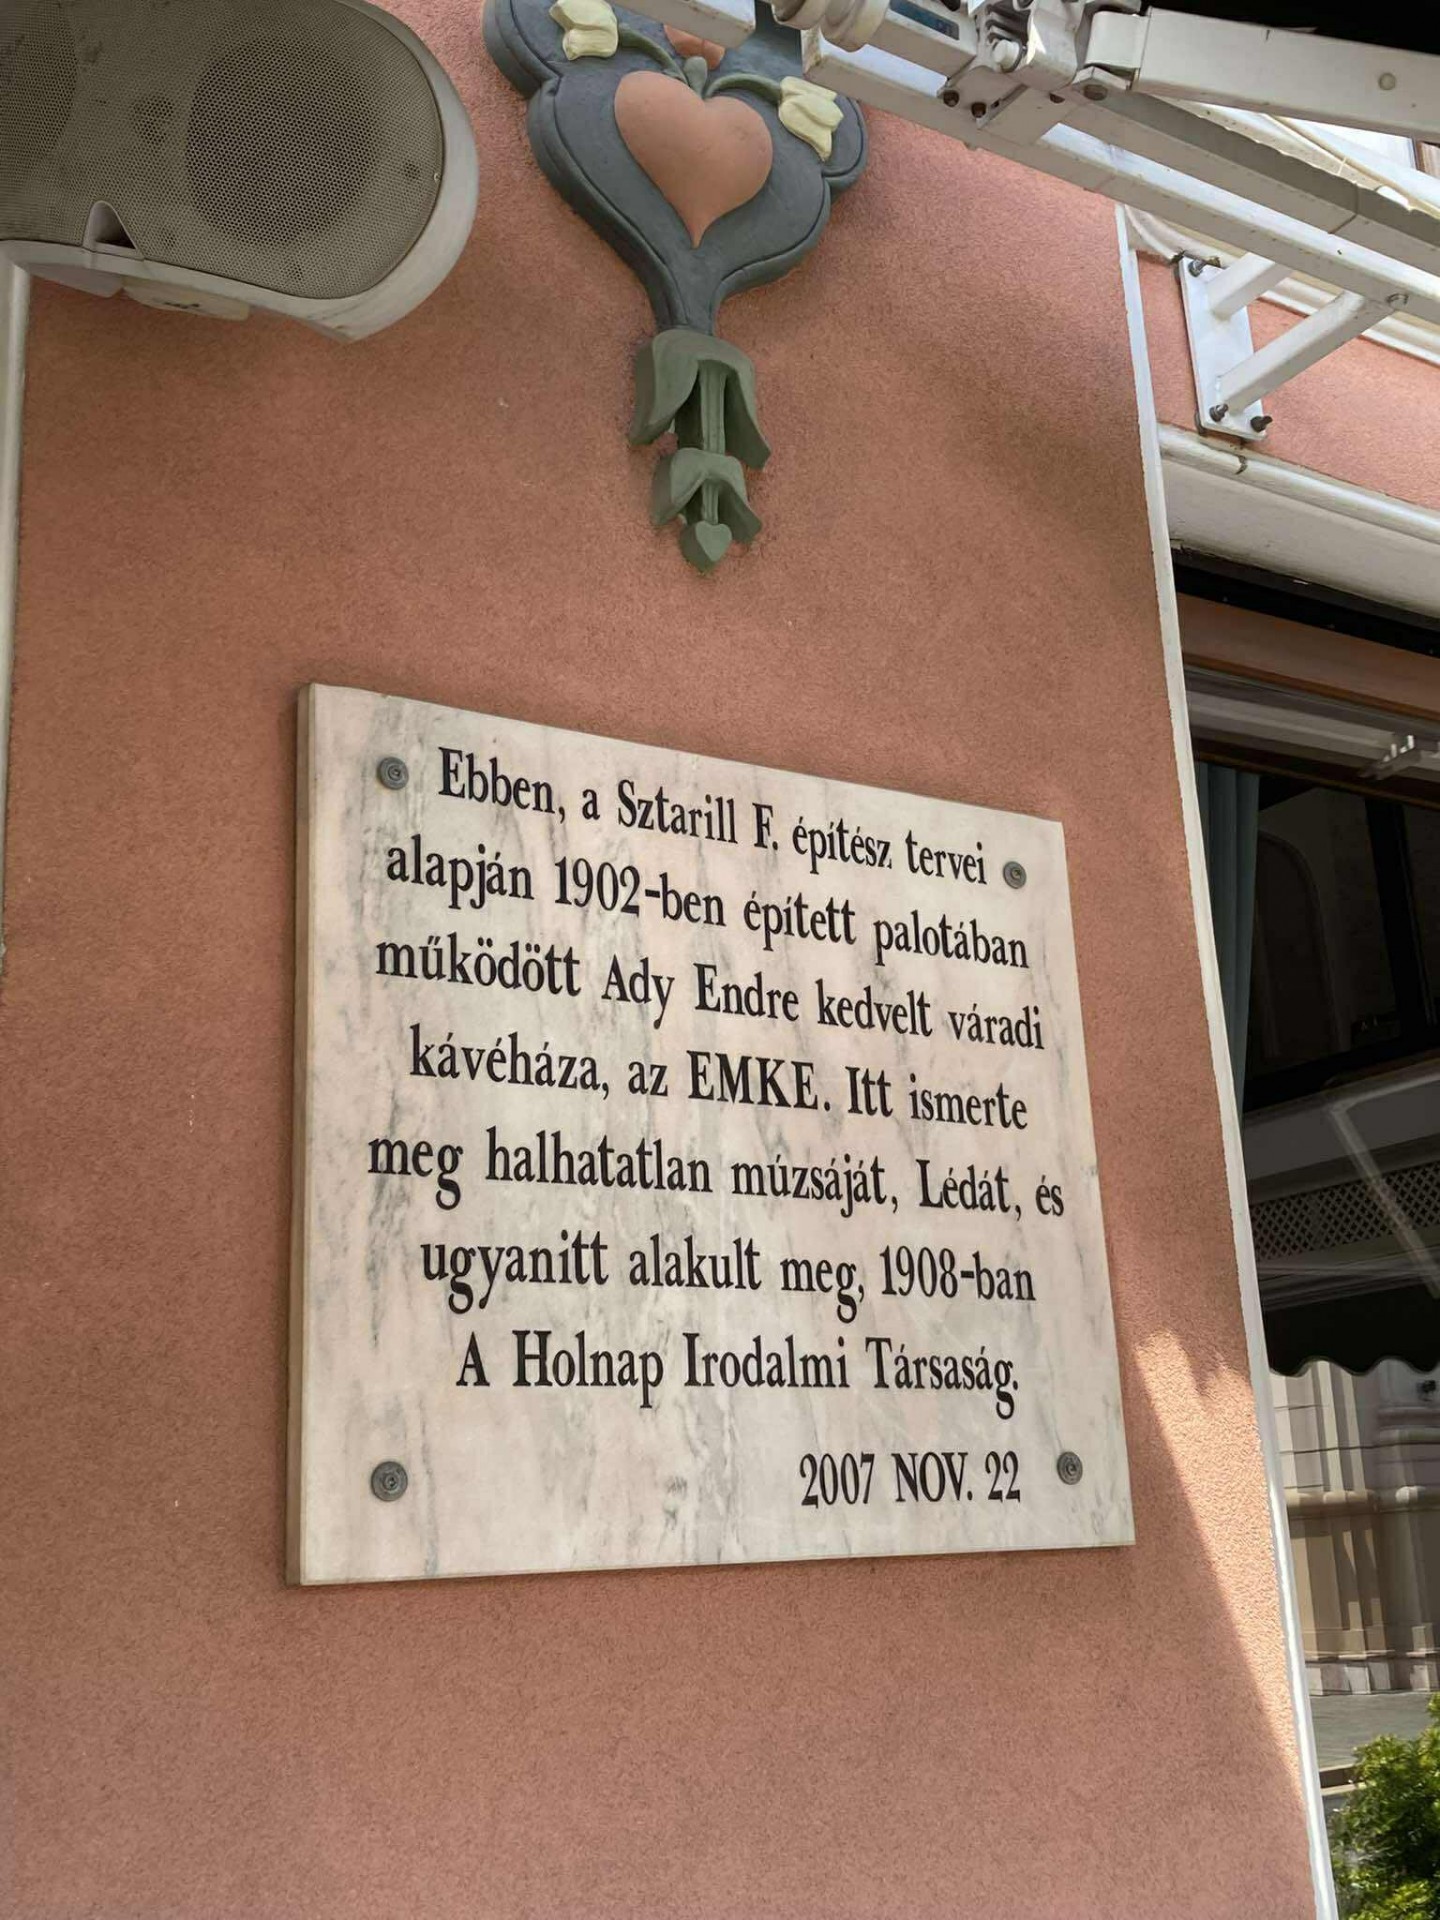 Ebben, a Sztarill F. építész tervei
alapján 1902-ben épített palotában
működött Ady Endre kedvelt váradi
kávéháza, az EMKE. Itt ismerte
meg halhatatlan múzsáját, Lédát, és
ugyanitt alakult meg, 1908-ban
A Holnap Irodalmi Társaság.
2007 NOV. 22